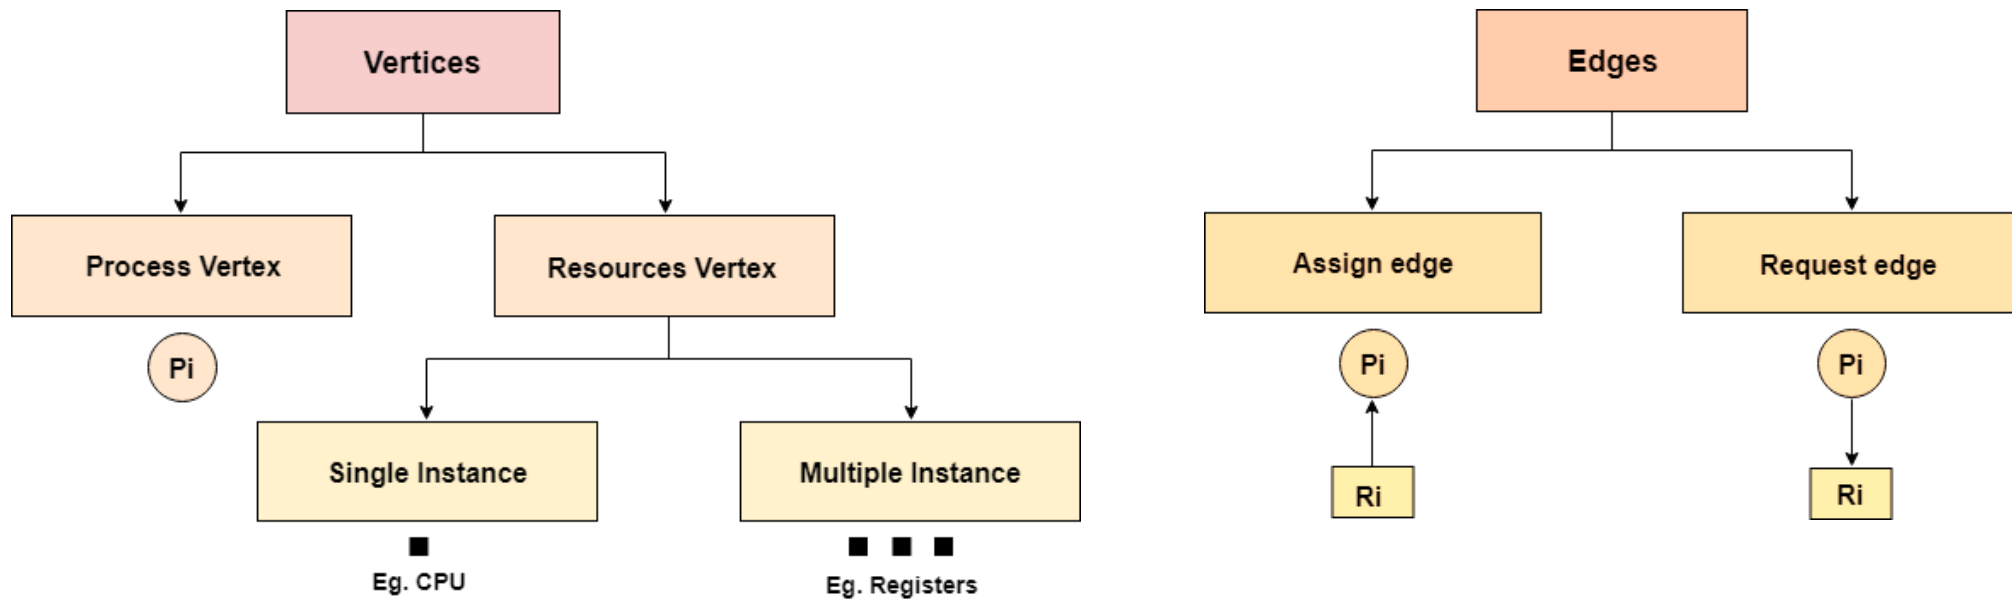 Vertices
Edges
Process Vertex
Resources Vertex
Assign edge
Request edge
Pi
Pi
Pi
Single Instance
Multiple Instance
Ri
Ri
Eg. CPU
Eg. Registers